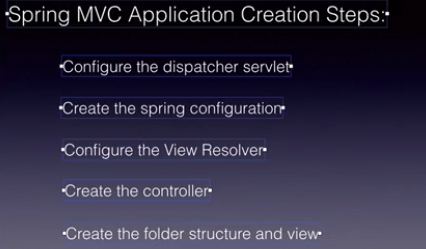 Spring MVC Application Creation Steps:
Configure the dispatcher servlet
Create the spring configuration
Configure the View Resolver
Create the controller
Create the folder structure and view